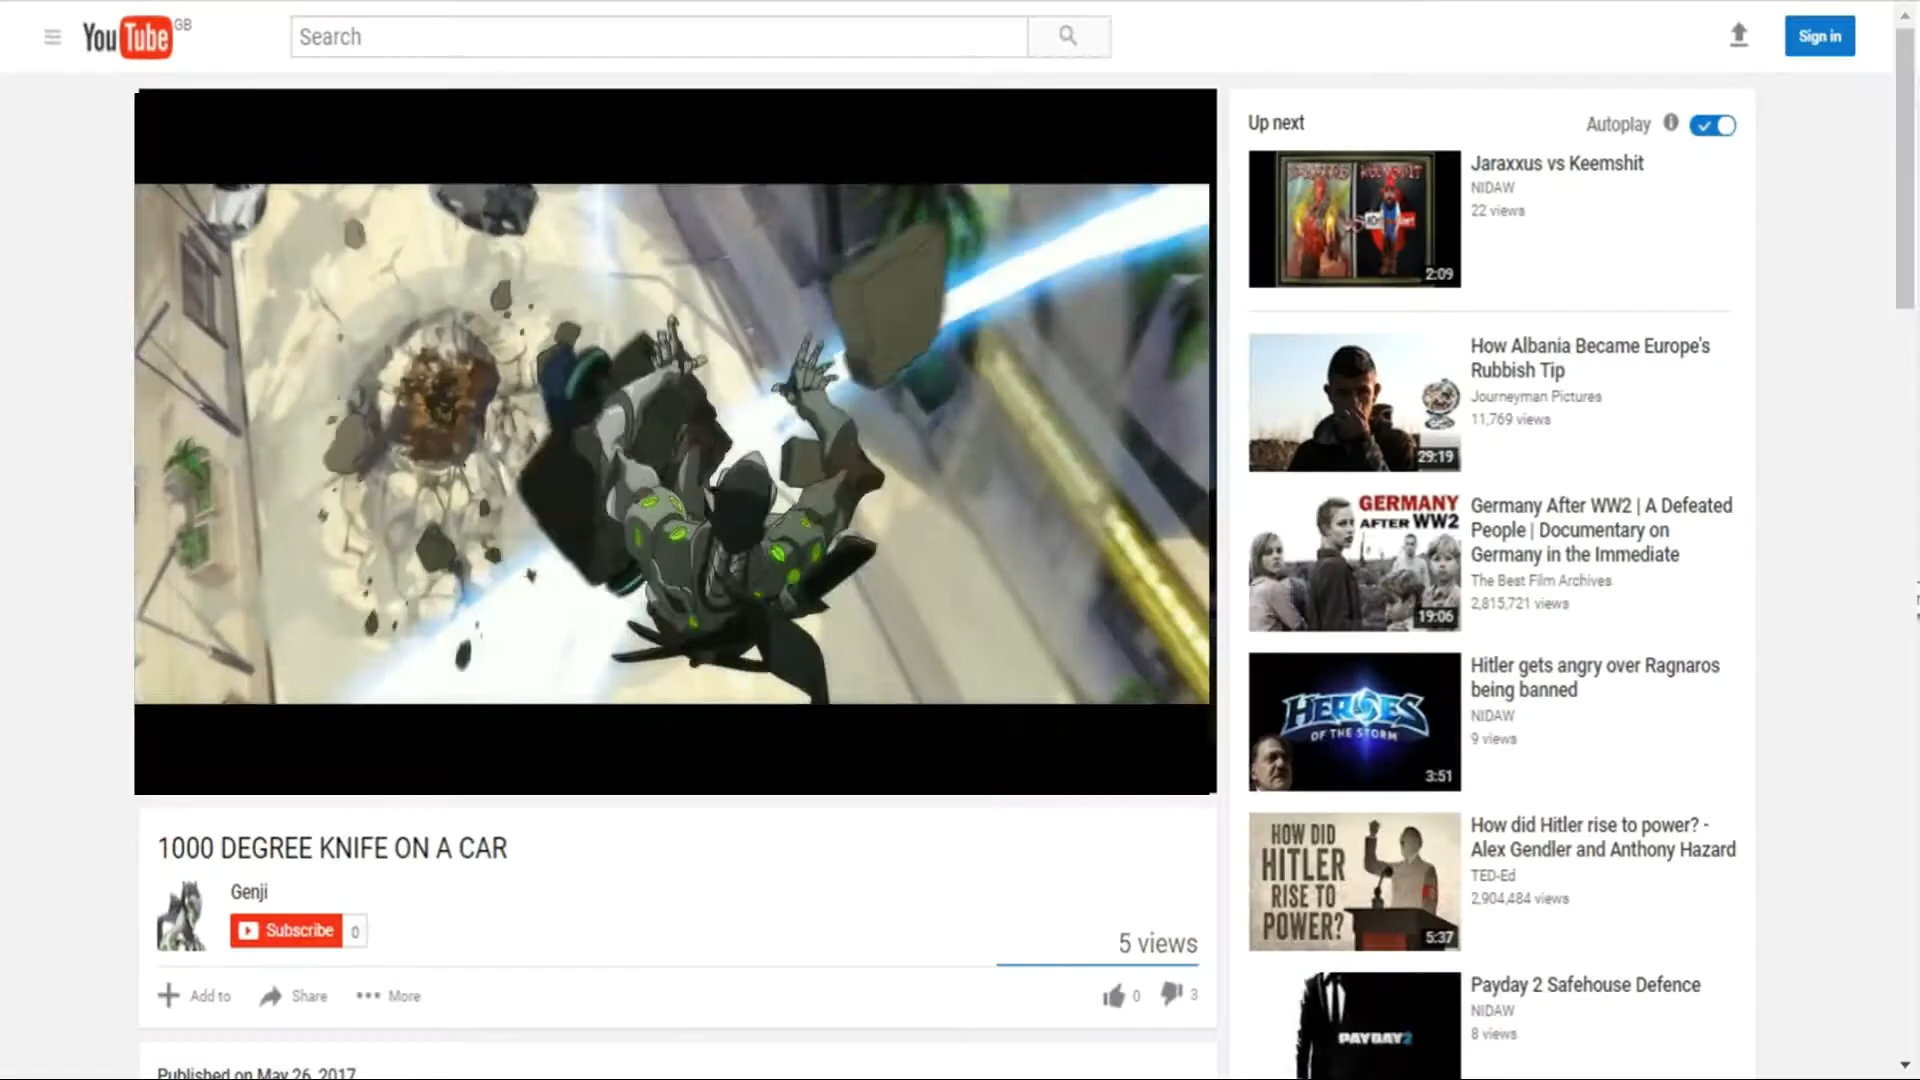 YouTube GB
Search
Sign in
Up next
Autoplay
Jaraxxus vs Keemshit
NIDAW
22 views
2:09
How Albania Became Europe's
Rubbish Tip
Journeyman Pictures
11,769 views
29:19
GERMANY
AFTER WW2
19:06
Germany After WW2 | A Defeated
People | Documentary on
Germany in the Immediate
The Best Film Archives
2,815,721 views
HEROES
OF THE STORM
3:51
Hitler gets angry over Ragnaros
being banned
NIDAW
9 views
HOW DID
HITLER
RISE TO
POWER?
5:37
How did Hitler rise to power? -
Alex Gendler and Anthony Hazard
TED-Ed
2,904,484 views
PAYDAY2
Payday 2 Safehouse Defence
NIDAW
8 views
1000 DEGREE KNIFE ON A CAR
Genji
Subscribe 0
5 views
Add to
Share
More
0
3
Published on May 26, 2017